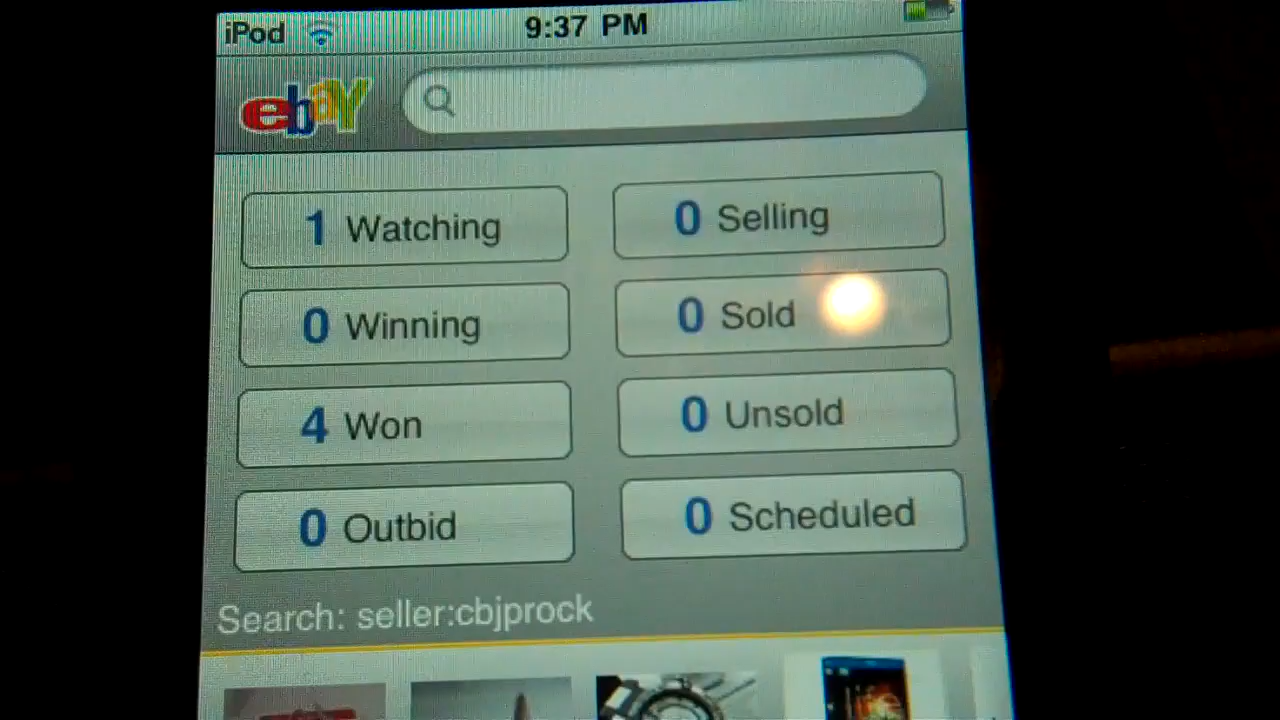 iPod 9:37 PM
ebay
1 Watching 0 Selling
0 Winning 0 Sold
4 Won 0 Unsold
0 Outbid 0 Scheduled
Search: seller:cbjprock